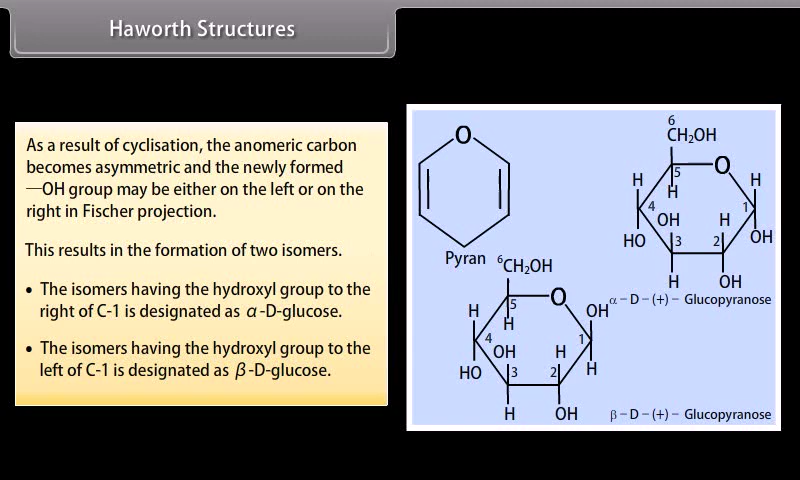 Haworth Structures
As a result of cyclisation, the anomeric carbon
becomes asymmetric and the newly formed
—OH group may be either on the left or on the
right in Fischer projection.
This results in the formation of two isomers.
• The isomers having the hydroxyl group to the
right of C-1 is designated as α-D-glucose.
• The isomers having the hydroxyl group to the
left of C-1 is designated as β-D-glucose.
O
Pyran
6
CH₂OH
5
O
H
H
H
4
1
OH
H
HO
3
2
OH
H
OH
α – D – (+) – Glucopyranose
⁶CH₂OH
5
O
H
OH
H
4
1
OH
H
HO
3
2
H
H
OH
β – D – (+) – Glucopyranose